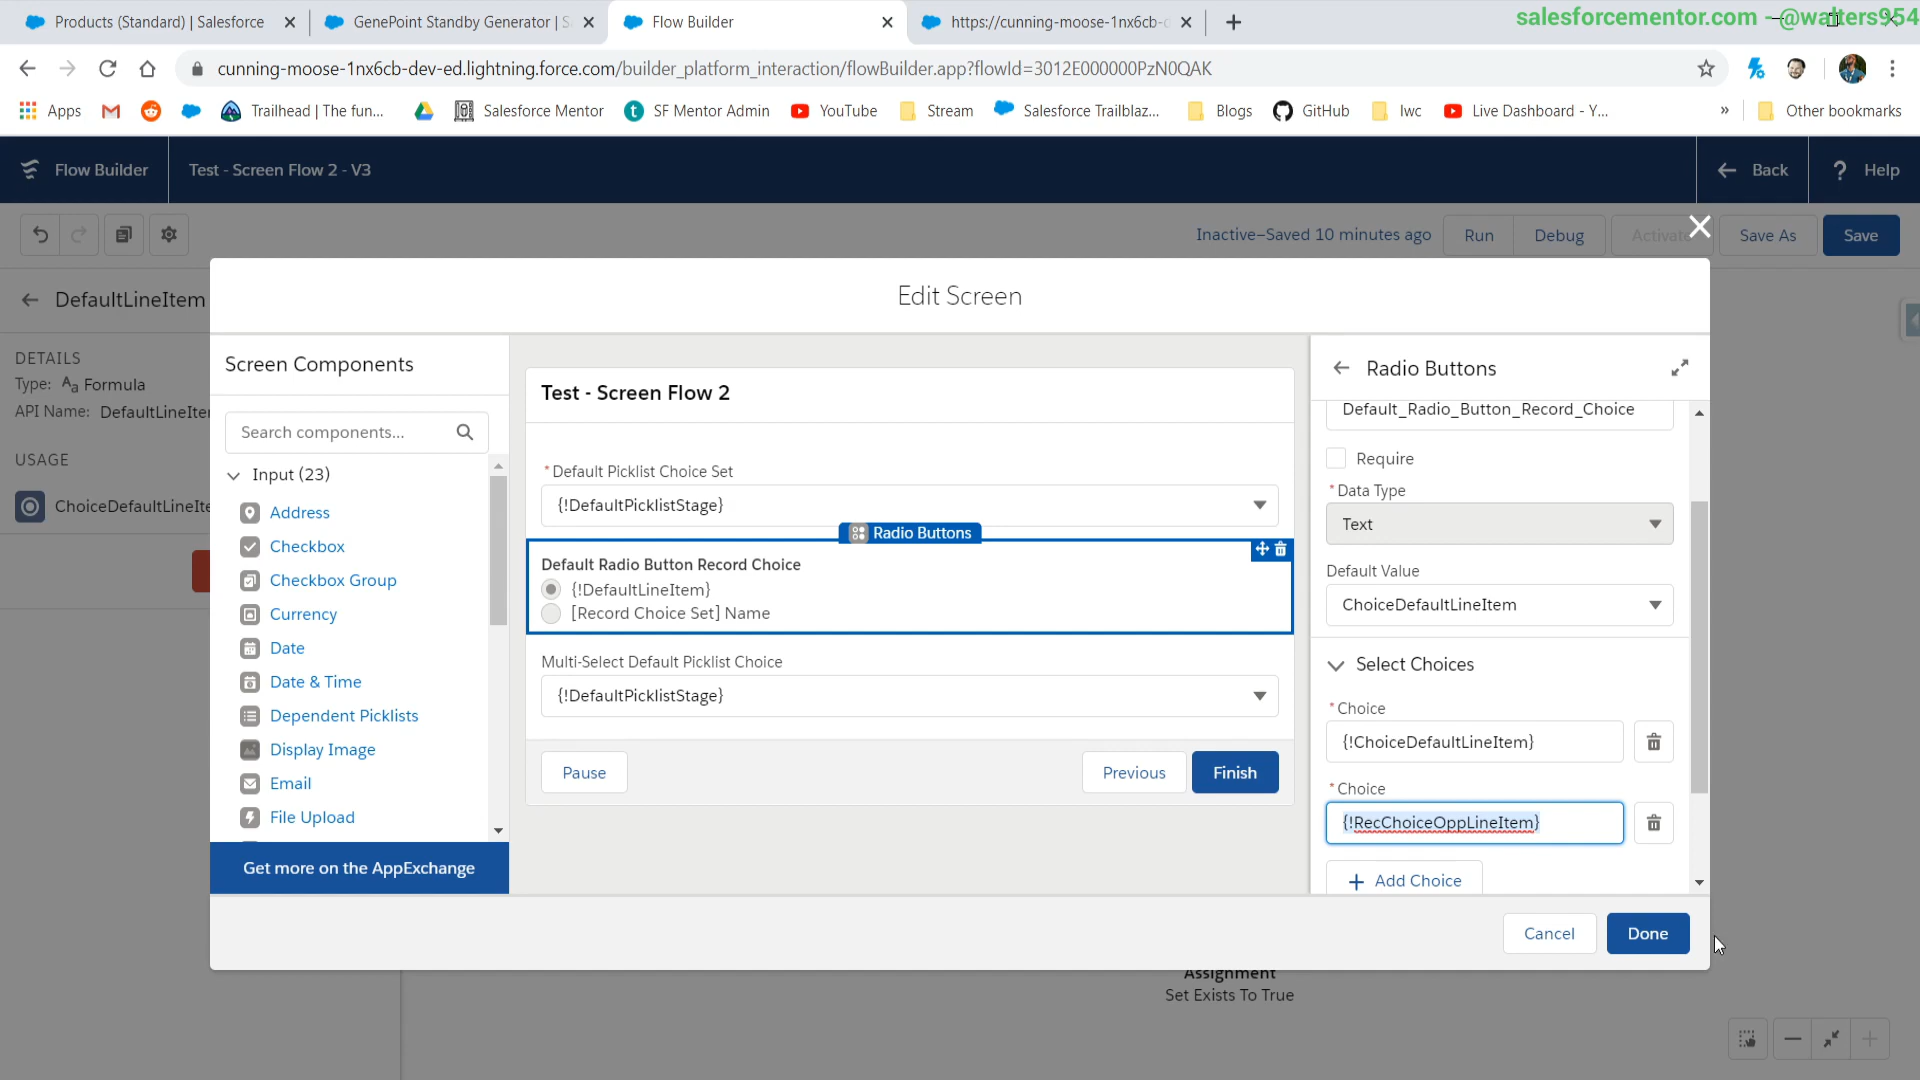 Products (Standard) | Salesforce
GenePoint Standby Generator | S
Flow Builder
https://cunning-moose-1nx6cb-d
salesforcementor.com - @walters954
cunning-moose-1nx6cb-dev-ed.lightning.force.com/builder_platform_interaction/flowBuilder.app?flowId=3012E000000PzN0QAK
Apps
Trailhead | The fun...
Salesforce Mentor
SF Mentor Admin
YouTube
Stream
Salesforce Trailblaz...
Blogs
GitHub
lwc
Live Dashboard - Y...
»
Other bookmarks
Flow Builder
Test - Screen Flow 2 - V3
Back
? Help
Inactive–Saved 10 minutes ago
Run
Debug
Activate
Save As
Save
DefaultLineItem
DETAILS
Type: Formula
API Name: DefaultLineIter
USAGE
ChoiceDefaultLineIte
Edit Screen
Screen Components
Search components...
Input (23)
Address
Checkbox
Checkbox Group
Currency
Date
Date & Time
Dependent Picklists
Display Image
Email
File Upload
Get more on the AppExchange
Test - Screen Flow 2
*Default Picklist Choice Set
{!DefaultPicklistStage}
Radio Buttons
Default Radio Button Record Choice
{!DefaultLineItem}
[Record Choice Set] Name
Multi-Select Default Picklist Choice
{!DefaultPicklistStage}
Pause
Previous
Finish
Radio Buttons
Default_Radio_Button_Record_Choice
Require
*Data Type
Text
Default Value
ChoiceDefaultLineItem
Select Choices
*Choice
{!ChoiceDefaultLineItem}
*Choice
{!RecChoiceOppLineItem}
+ Add Choice
Cancel
Done
Assignment
Set Exists To True